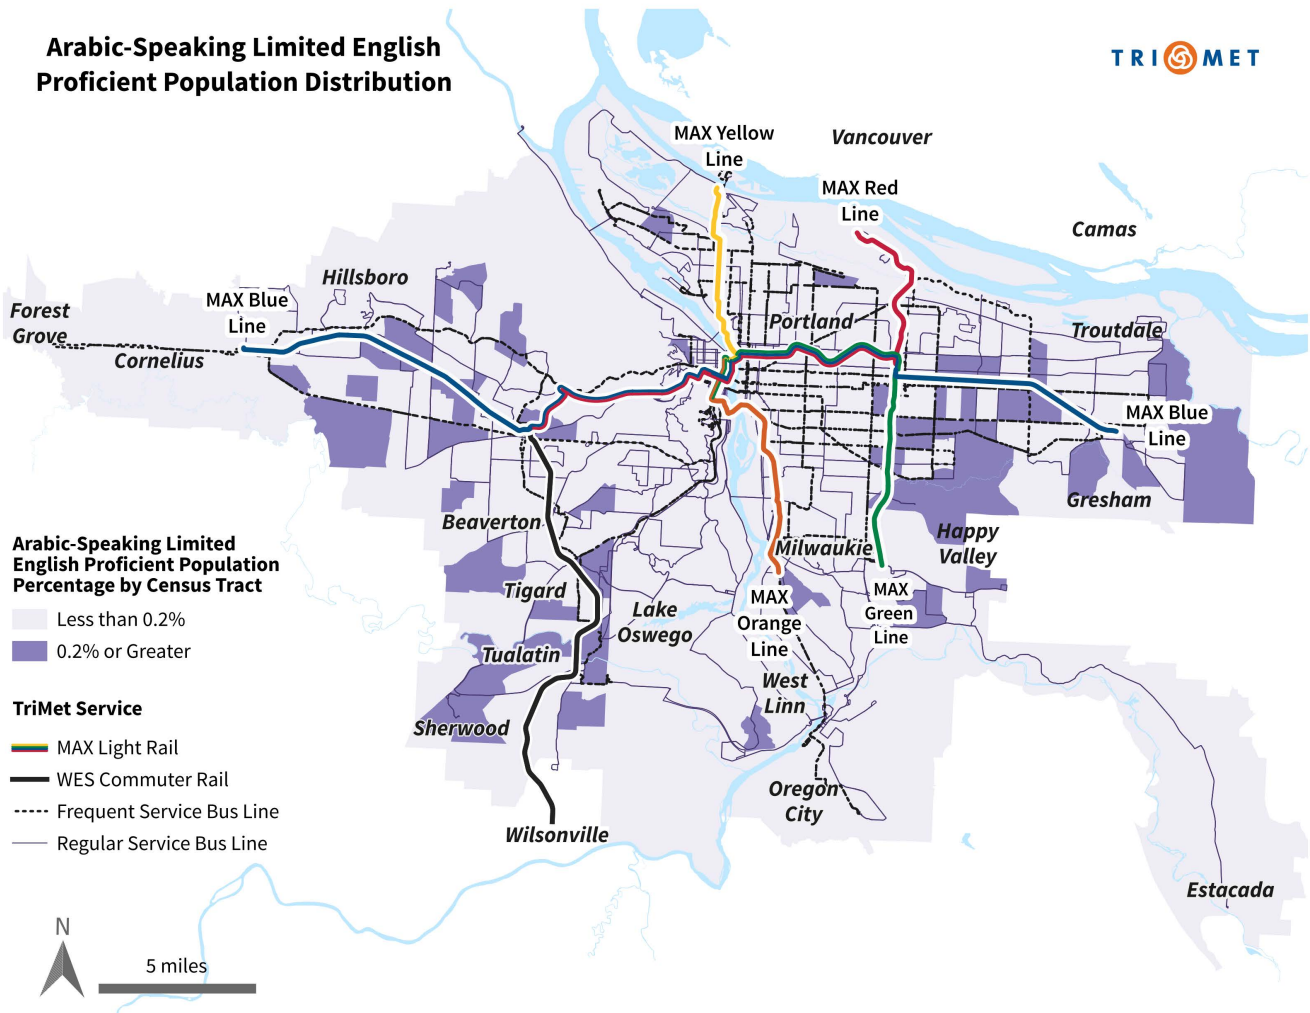 Arabic-Speaking Limited English
Proficient Population Distribution
TRI MET
MAX Yellow
Line
Vancouver
MAX Red
Line
Camas
Hillsboro
MAX Blue
Line
Forest
Grove
Cornelius
Portland
Troutdale
MAX Blue
Line
Gresham
Beaverton
Happy
Valley
Milwaukie
Tigard
Lake
Oswego
MAX
Orange
Line
MAX
Green
Line
Tualatin
West
Linn
Sherwood
Oregon
City
Wilsonville
Estacada
Arabic-Speaking Limited
English Proficient Population
Percentage by Census Tract
Less than 0.2%
0.2% or Greater
TriMet Service
MAX Light Rail
WES Commuter Rail
Frequent Service Bus Line
Regular Service Bus Line
N
5 miles